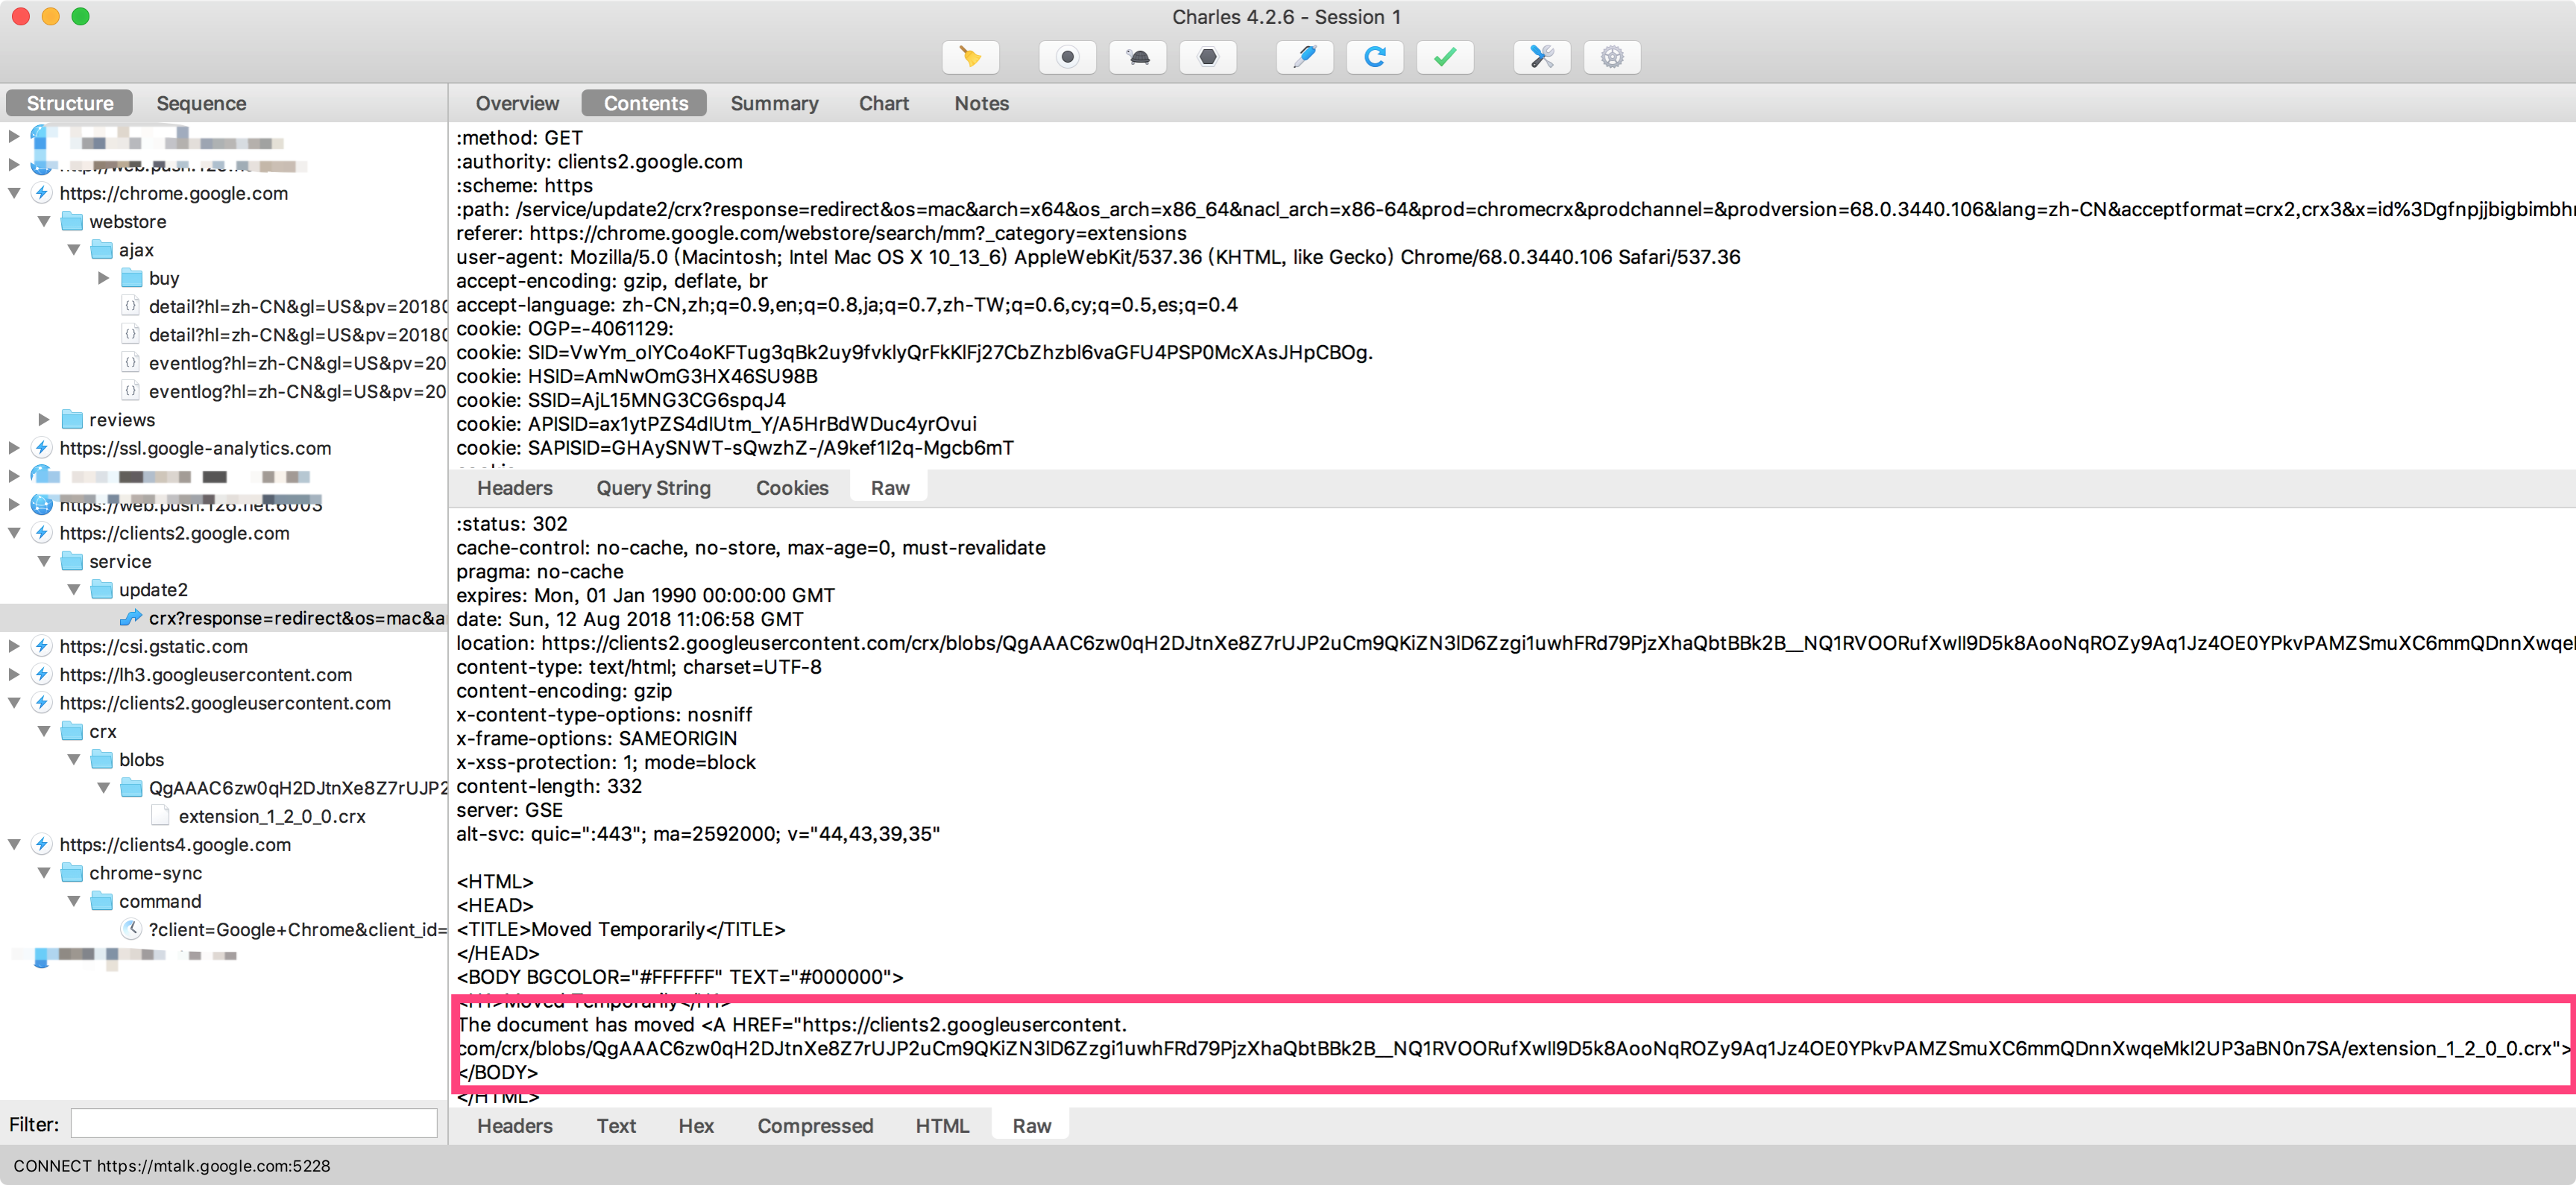 Charles 4.2.6 - Session 1
Structure
Sequence
https://chrome.google.com
webstore
ajax
buy
detail?hl=zh-CN&gl=US&pv=2018
detail?hl=zh-CN&gl=US&pv=2018
eventlog?hl=zh-CN&gl=US&pv=20
eventlog?hl=zh-CN&gl=US&pv=20
reviews
https://ssl.google-analytics.com
https://web.push.126.net:6003
https://clients2.google.com
service
update2
crx?response=redirect&os=mac&a
https://csi.gstatic.com
https://lh3.googleusercontent.com
https://clients2.googleusercontent.com
crx
blobs
QgAAAC6zw0qH2DJtnXe8Z7rUJP2
extension_1_2_0_0.crx
https://clients4.google.com
chrome-sync
command
?client=Google+Chrome&client_id=
Filter:
CONNECT https://mtalk.google.com:5228
Overview Contents Summary Chart Notes
:method: GET
:authority: clients2.google.com
:scheme: https
:path: /service/update2/crx?response=redirect&os=mac&arch=x64&os_arch=x86_64&nacl_arch=x86-64&prod=chromecrx&prodchannel=&prodversion=68.0.3440.106&lang=zh-CN&acceptformat=crx2,crx3&x=id%3Dgfnpjjbigbimbh
referer: https://chrome.google.com/webstore/search/mm?_category=extensions
user-agent: Mozilla/5.0 (Macintosh; Intel Mac OS X 10_13_6) AppleWebKit/537.36 (KHTML, like Gecko) Chrome/68.0.3440.106 Safari/537.36
accept-encoding: gzip, deflate, br
accept-language: zh-CN,zh;q=0.9,en;q=0.8,ja;q=0.7,zh-TW;q=0.6,cy;q=0.5,es;q=0.4
cookie: OGP=-4061129:
cookie: SID=VwYm_olYCo4oKFTug3qBk2uy9fvklyQrFkKlFj27CbZhzbl6vaGFU4PSP0McXAsJHpCBOg.
cookie: HSID=AmNwOmG3HX46SU98B
cookie: SSID=AjL15MNG3CG6spqJ4
cookie: APISID=ax1ytPZS4dlUtm_Y/A5HrBdWDuc4yrOvui
cookie: SAPISID=GHAySNWT-sQwzhZ-/A9kef1l2q-Mgcb6mT
Headers Query String Cookies Raw
:status: 302
cache-control: no-cache, no-store, max-age=0, must-revalidate
pragma: no-cache
expires: Mon, 01 Jan 1990 00:00:00 GMT
date: Sun, 12 Aug 2018 11:06:58 GMT
location: https://clients2.googleusercontent.com/crx/blobs/QgAAAC6zw0qH2DJtnXe8Z7rUJP2uCm9QKiZN3lD6Zzgi1uwhFRd79PjzXhaQbtBBk2B__NQ1RVOORufXwll9D5k8AooNqROZy9Aq1Jz4OE0YPkvPAMZSmuXC6mmQDnnXwqe
content-type: text/html; charset=UTF-8
content-encoding: gzip
x-content-type-options: nosniff
x-frame-options: SAMEORIGIN
x-xss-protection: 1; mode=block
content-length: 332
server: GSE
alt-svc: quic=":443"; ma=2592000; v="44,43,39,35"
<HTML>
<HEAD>
<TITLE>Moved Temporarily</TITLE>
</HEAD>
<BODY BGCOLOR="#FFFFFF" TEXT="#000000">
<H1>Moved Temporarily</H1>
The document has moved <A HREF="https://clients2.googleusercontent.
com/crx/blobs/QgAAAC6zw0qH2DJtnXe8Z7rUJP2uCm9QKiZN3lD6Zzgi1uwhFRd79PjzXhaQbtBBk2B__NQ1RVOORufXwll9D5k8AooNqROZy9Aq1Jz4OE0YPkvPAMZSmuXC6mmQDnnXwqeMkl2UP3aBN0n7SA/extension_1_2_0_0.crx">
</BODY>
</HTML>
Headers Text Hex Compressed HTML Raw